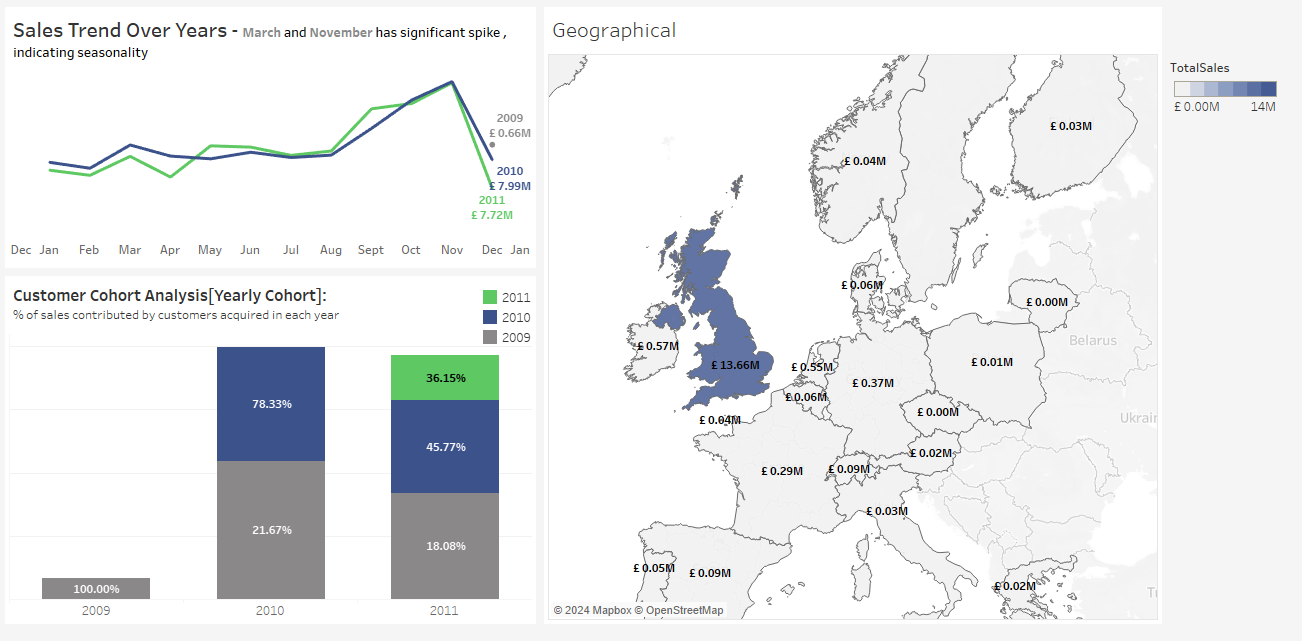 Sales Trend Over Years - March and November has significant spike ,
indicating seasonality
2009
£ 0.66M
2010
£ 7.99M
2011
£ 7.72M
Dec Jan Feb Mar Apr May Jun Jul Aug Sept Oct Nov Dec Jan
Customer Cohort Analysis[Yearly Cohort]:
% of sales contributed by customers acquired in each year
2011
2010
2009
36.15%
78.33%
45.77%
21.67%
18.08%
100.00%
2009 2010 2011
Geographical
£ 0.03M
£ 0.04M
£ 0.06M
£ 0.00M
Belarus
£ 0.57M
£ 13.66M
£ 0.55M
£ 0.01M
£ 0.37M
£ 0.06M
£ 0.04M
£ 0.00M
Ukrain
£ 0.02M
£ 0.29M
£ 0.09M
£ 0.03M
£ 0.05M
£ 0.09M
£ 0.02M
T
© 2024 Mapbox © OpenStreetMap
TotalSales
£ 0.00M 14M